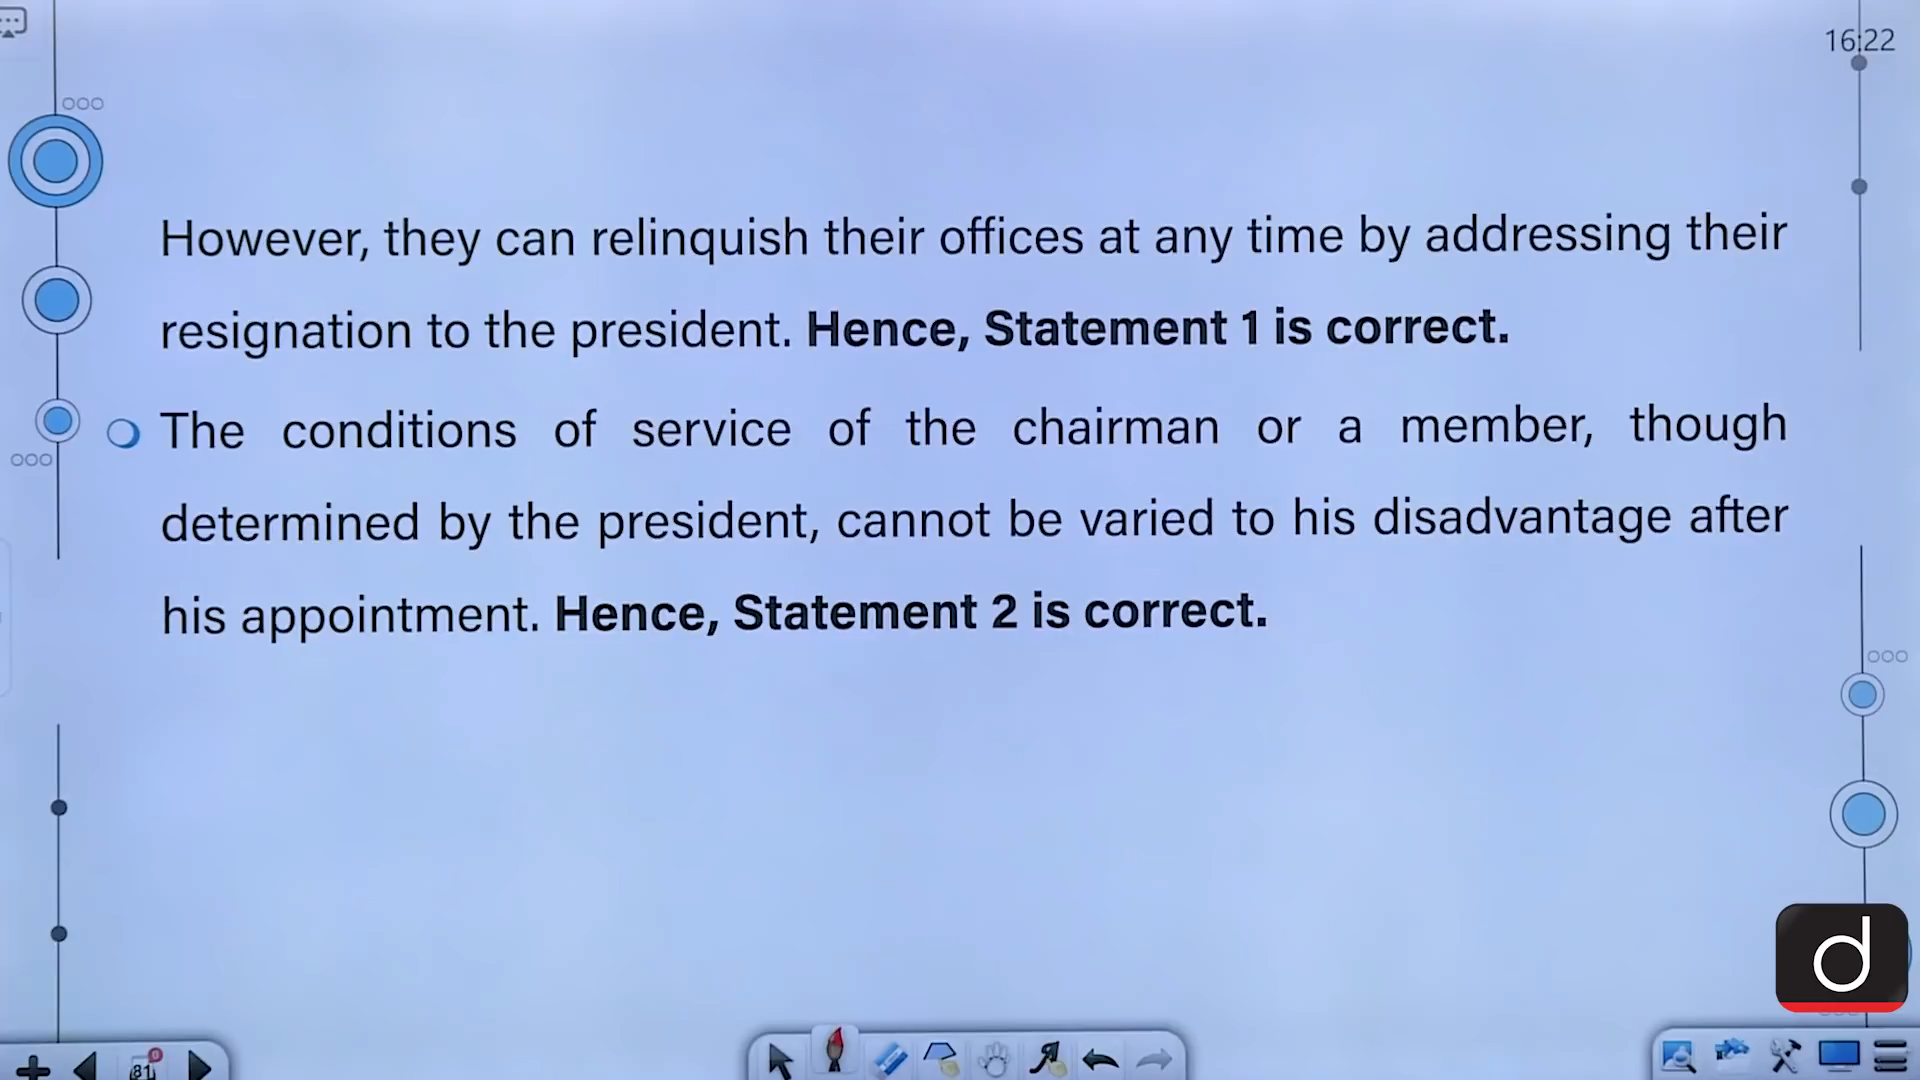 16:22
However, they can relinquish their offices at any time by addressing their
resignation to the president. Hence, Statement 1 is correct.
The conditions of service of the chairman or a member, though
determined by the president, cannot be varied to his disadvantage after
his appointment. Hence, Statement 2 is correct.
d
0
81